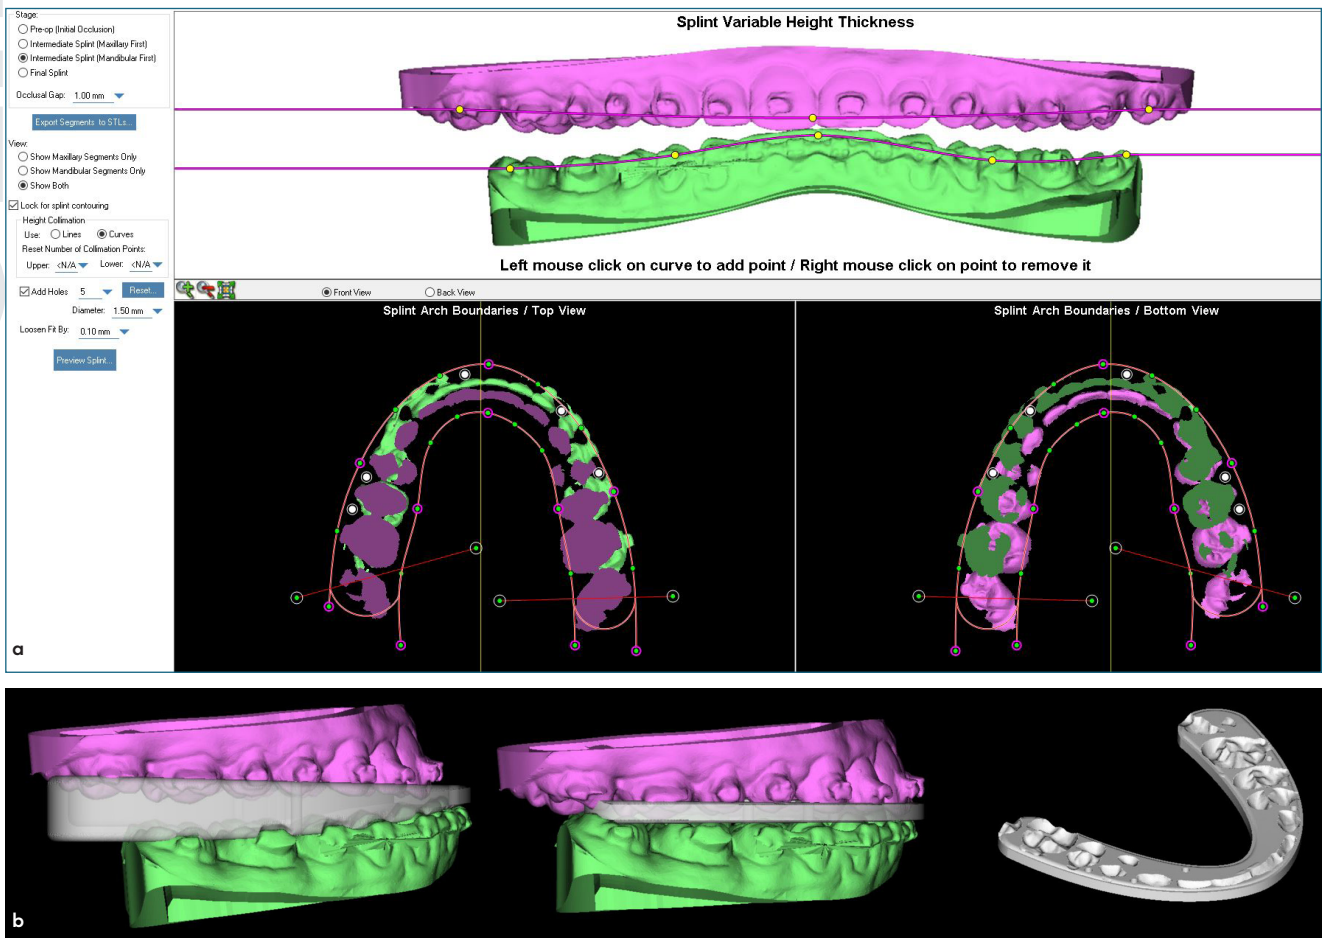 Stage:
Pre-op (Initial Occlusion)
Intermediate Splint (Maxillary First)
Intermediate Splint (Mandibular First)
Final Splint
Occlusal Gap: 1.00 mm
Export Segments to STLs...
View:
Show Maxillary Segments Only
Show Mandibular Segments Only
Show Both
Lock for splint contouring
Height Collimation
Use: Lines Curves
Reset Number of Collimation Points:
Upper: <N/A Lower: <N/A
Add Holes 5 Reset...
Diameter: 1.50 mm
Loosen Fit By: 0.10 mm
Preview Splint...
Splint Variable Height Thickness
Left mouse click on curve to add point / Right mouse click on point to remove it
Front View Back View
Splint Arch Boundaries / Top View
Splint Arch Boundaries / Bottom View
a
b